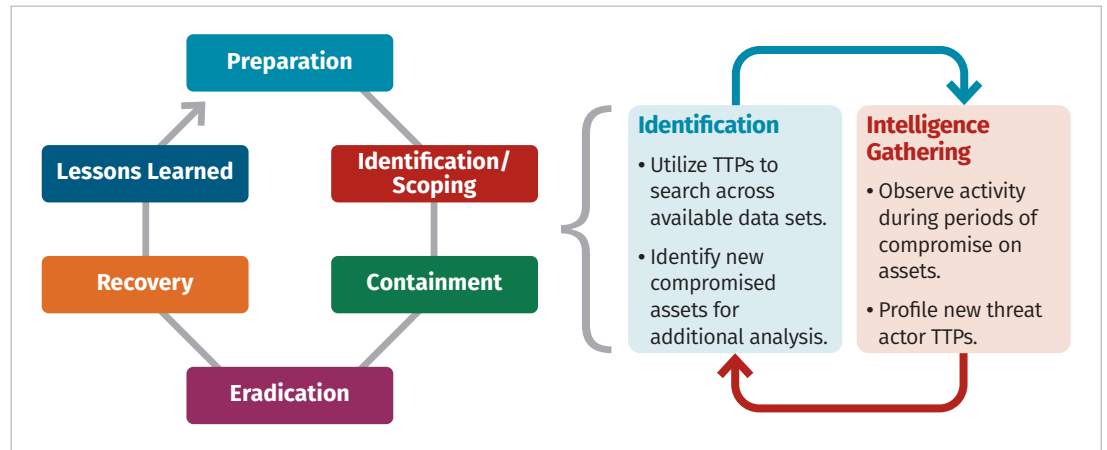 Preparation
Lessons Learned
Identification/
Scoping
Recovery
Containment
Eradication
Identification
• Utilize TTPs to
search across
available data sets.
• Identify new
compromised
assets for
additional analysis.
Intelligence
Gathering
• Observe activity
during periods of
compromise on
assets.
• Profile new threat
actor TTPs.